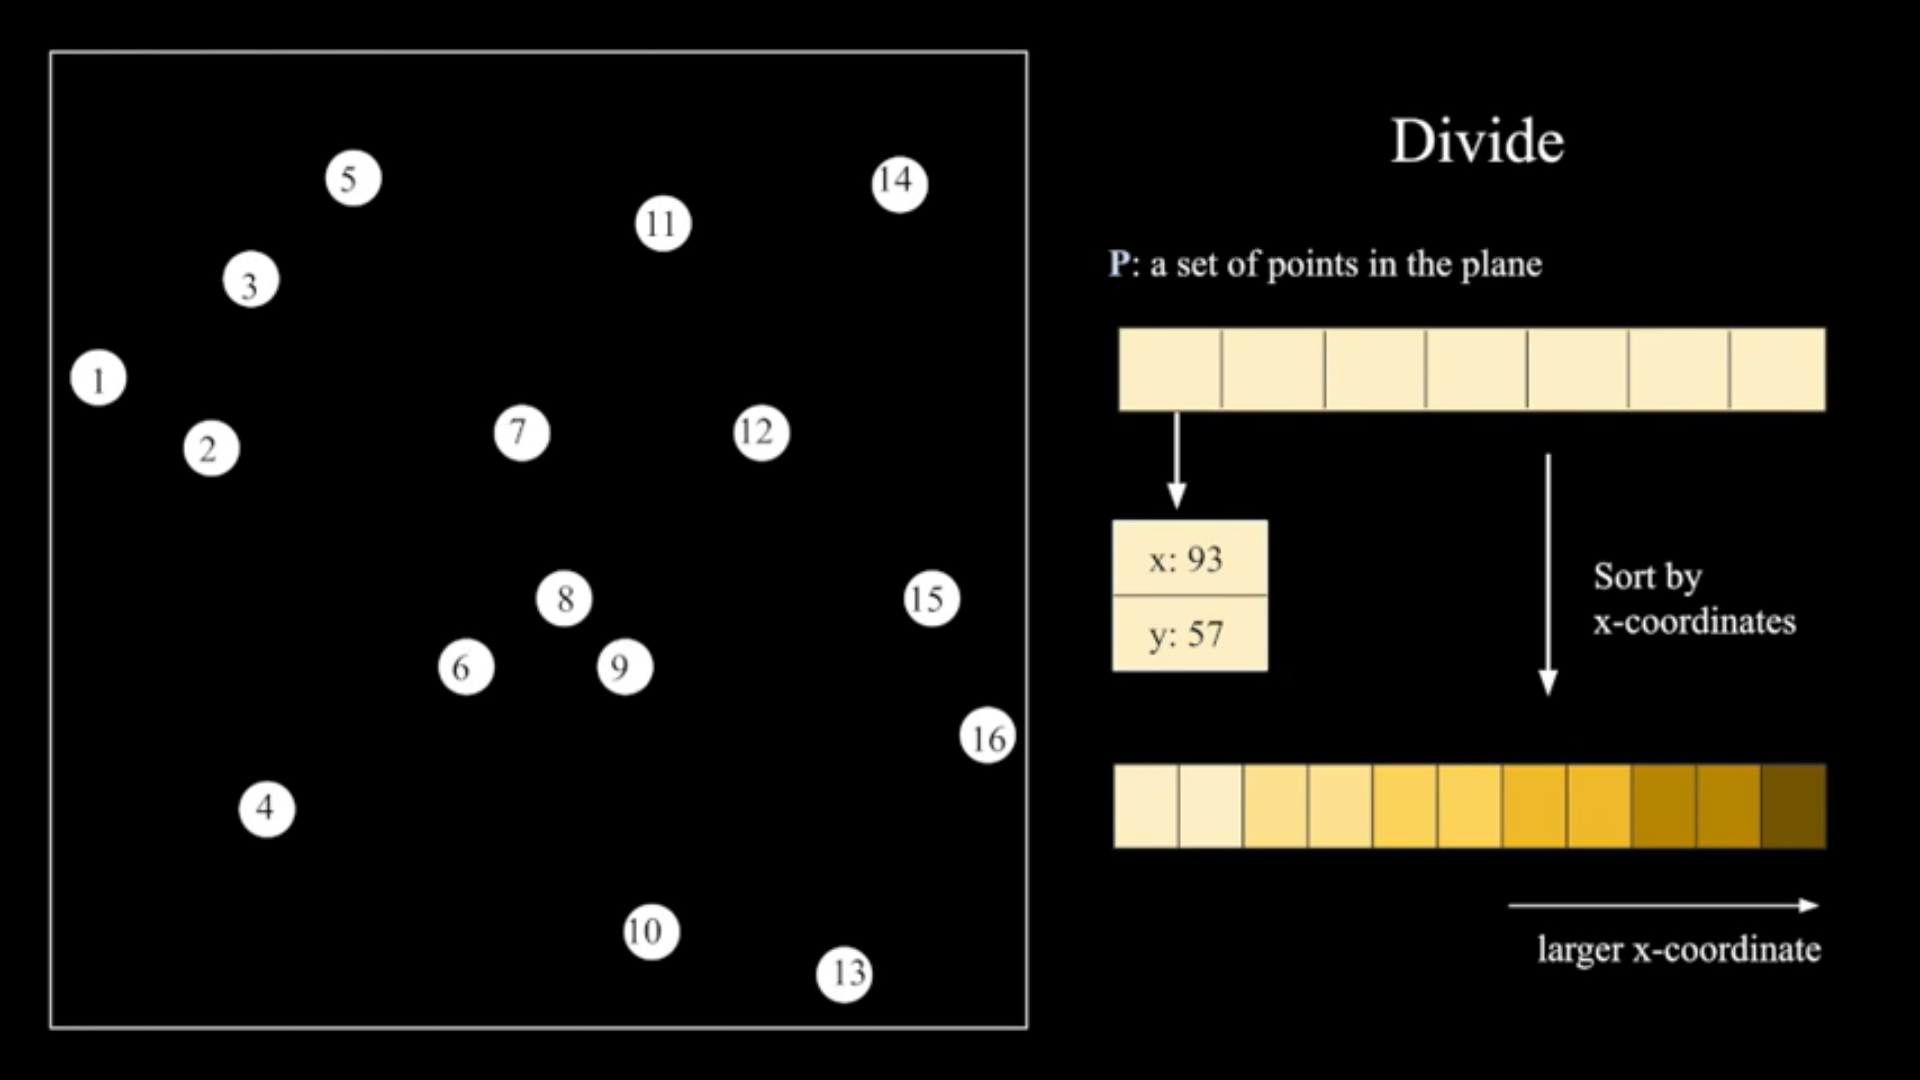 5
14
11
3
1
7
12
2
8
15
6
9
16
4
10
13
Divide
P: a set of points in the plane
x: 93
y: 57
Sort by
x-coordinates
larger x-coordinate